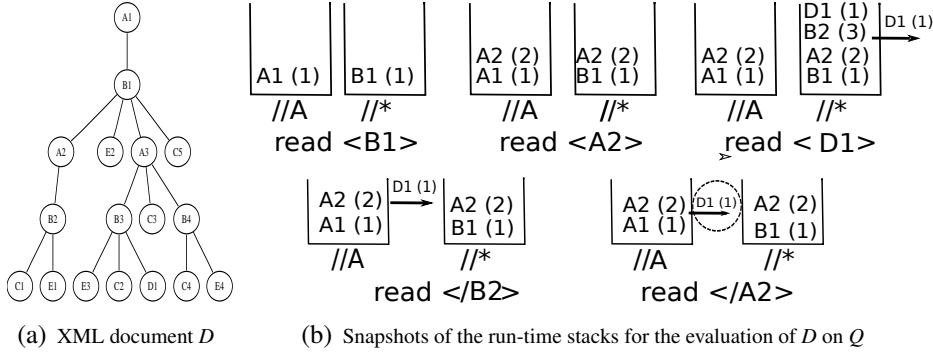 A1
B1
A2 E2 A3 C5
B2 B3 C3 B4
C1 E1 E3 C2 D1 C4 E4
(a) XML document D
A1 (1)
B1 (1)
//A //*
read <B1>
A2 (2)
A1 (1)
A2 (2)
B1 (1)
//A //*
read <A2>
A2 (2)
A1 (1)
D1 (1)
B2 (3)
A2 (2)
B1 (1)
D1 (1)
//A //*
read < D1>
A2 (2)
A1 (1)
D1 (1)
A2 (2)
B1 (1)
//A //*
read </B2>
A2 (2)
A1 (1)
D1 (1)
A2 (2)
B1 (1)
//A //*
read </A2>
(b) Snapshots of the run-time stacks for the evaluation of D on Q